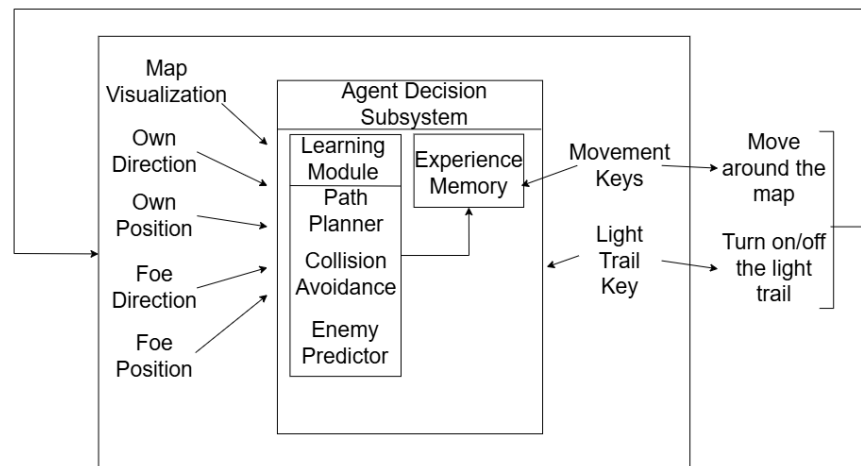 Map
Visualization
Own
Direction
Own
Position
Foe
Direction
Foe
Position
Agent Decision
Subsystem
Learning
Module
Path
Planner
Collision
Avoidance
Enemy
Predictor
Experience
Memory
Movement
Keys
Light
Trail
Key
Move
around the
map
Turn on/off
the light
trail